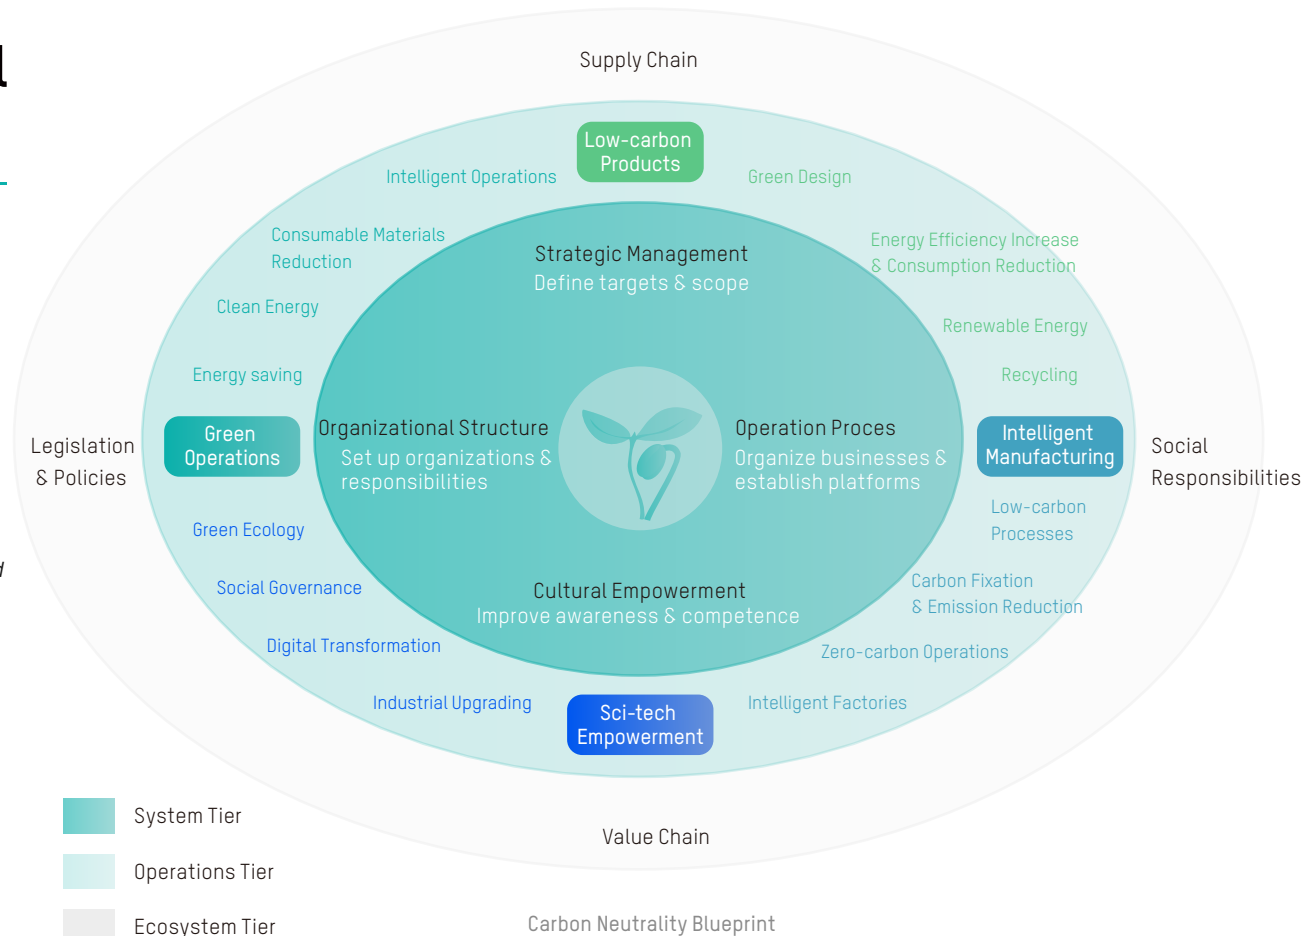 Supply Chain
Low-carbon
Products
Intelligent Operations
Green Design
Consumable Materials
Reduction
Energy Efficiency Increase
& Consumption Reduction
Strategic Management
Define targets & scope
Clean Energy
Renewable Energy
Energy saving
Recycling
Legislation
& Policies
Green
Operations
Organizational Structure
Set up organizations &
responsibilities
Operation Proces
Organize businesses &
establish platforms
Intelligent
Manufacturing
Social
Responsibilities
Low-carbon
Processes
Green Ecology
Social Governance
Carbon Fixation
& Emission Reduction
Cultural Empowerment
Improve awareness & competence
Digital Transformation
Zero-carbon Operations
Industrial Upgrading
Sci-tech
Empowerment
Intelligent Factories
Value Chain
System Tier
Operations Tier
Ecosystem Tier
Carbon Neutrality Blueprint